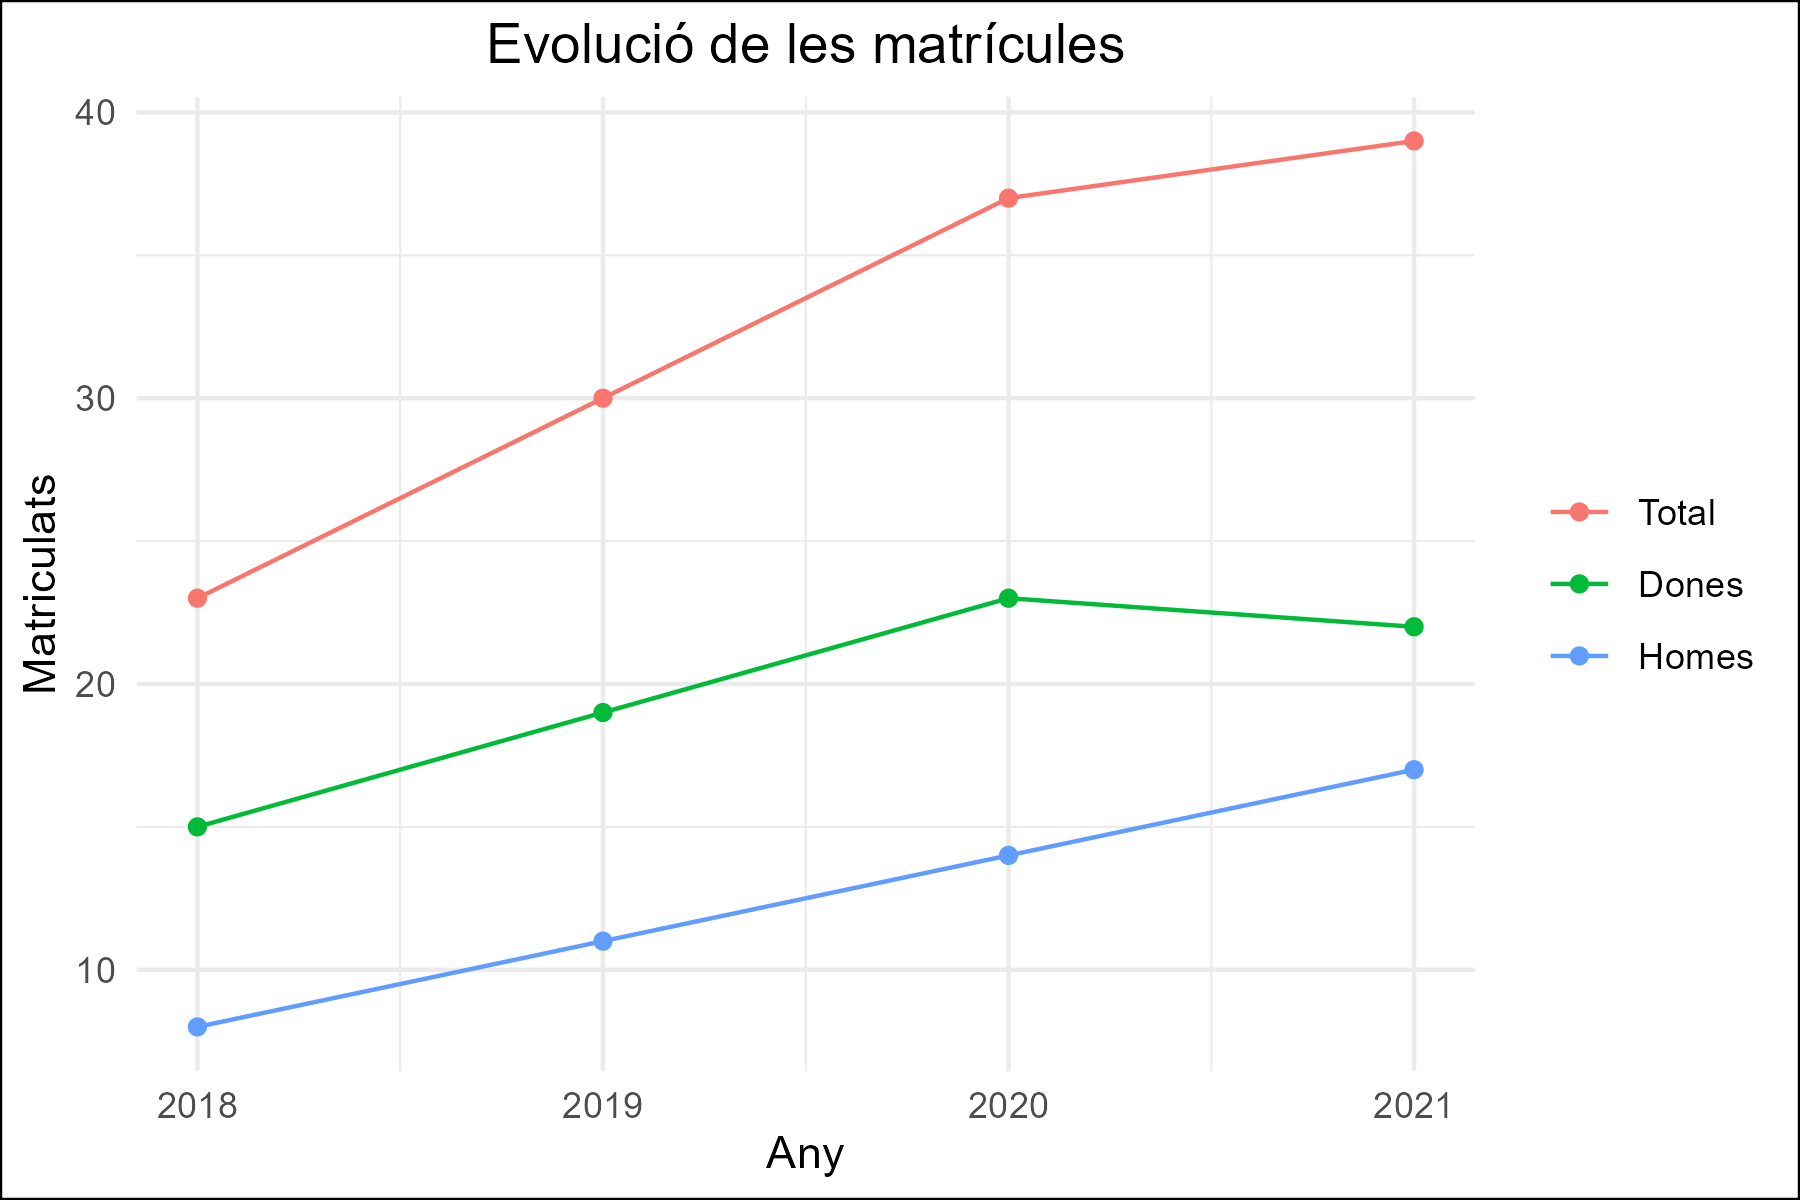 Evolució de les matrícules
40
30
20
10
Matriculats
2018 2019 2020 2021
Any
Total
Dones
Homes